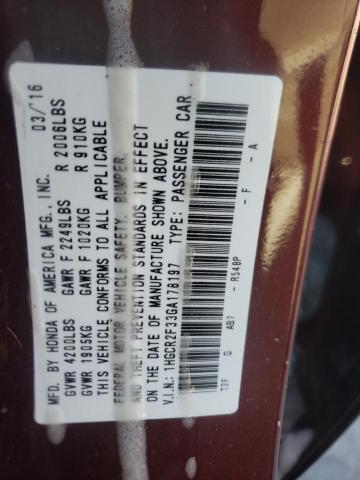 MFD. BY HONDA OF AMERICA MFG., INC. 03/16
GVWR 4200LBS GAWR F 2249LBS R 2006LBS
GVWR 1905KG GAWR F 1020KG R 910KG
THIS VEHICLE CONFORMS TO ALL APPLICABLE
FEDERAL MOTOR VEHICLE SAFETY, BUMPER,
THEFT PREVENTION STANDARDS IN EFFECT
ON THE DATE OF MANUFACTURE SHOWN ABOVE.
V.I.N.: 1HGCR2F33GA178197 TYPE: PASSENGER CAR
T2F G AB7 - R548P - F - A